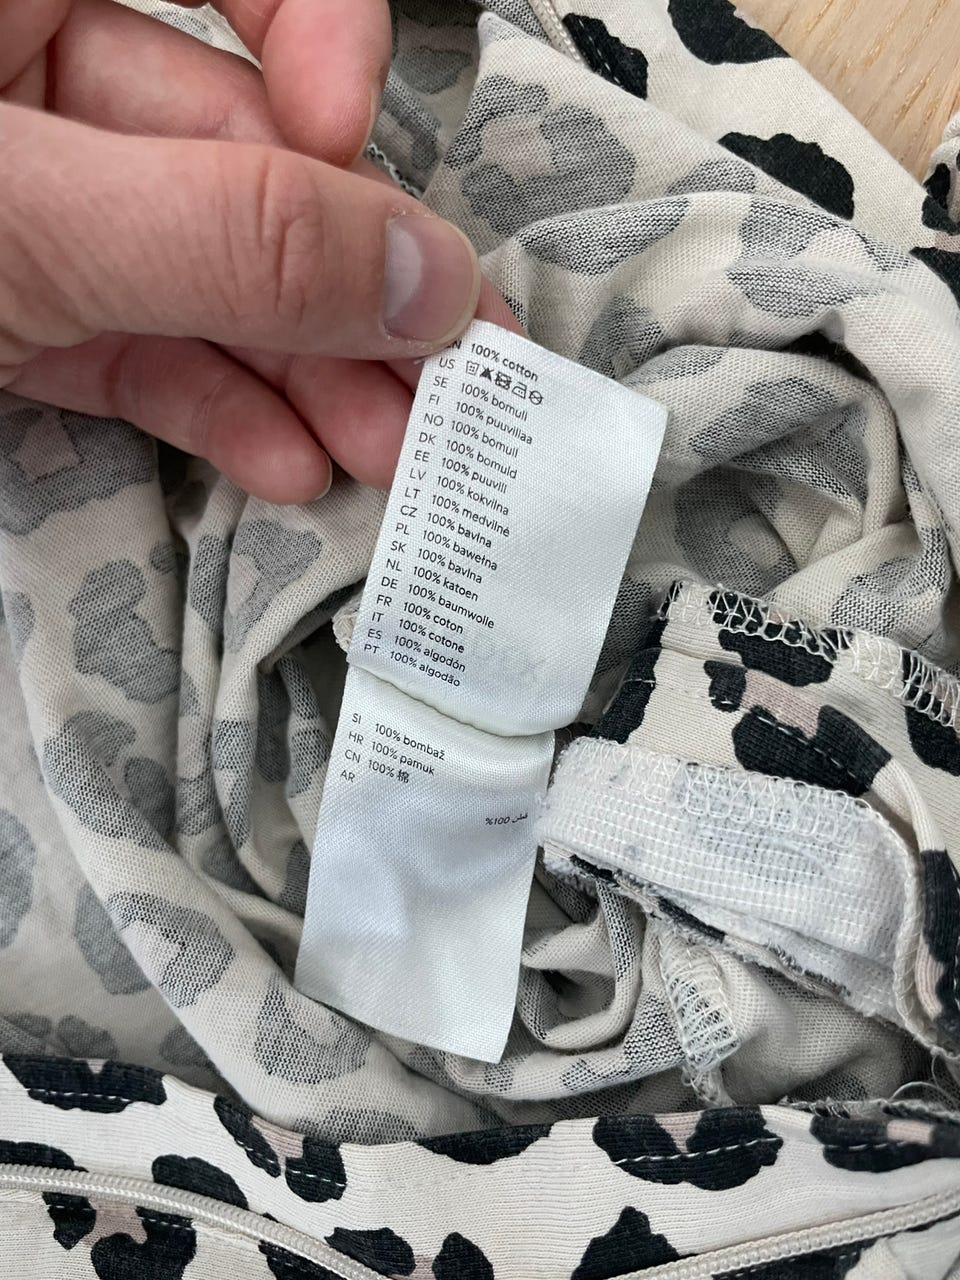 EN 100% cotton
US
SE 100% bomull
FI 100% puuvillaa
NO 100% bomull
DK 100% bomuld
EE 100% puuvill
LV 100% kokvilna
LT 100% medvilnė
CZ 100% bavlna
PL 100% bawełna
SK 100% bavlna
NL 100% katoen
DE 100% baumwolle
FR 100% coton
IT 100% cotone
ES 100% algodón
PT 100% algodão
SI 100% bombaž
HR 100% pamuk
CN 100% 棉
AR
قطن 100%